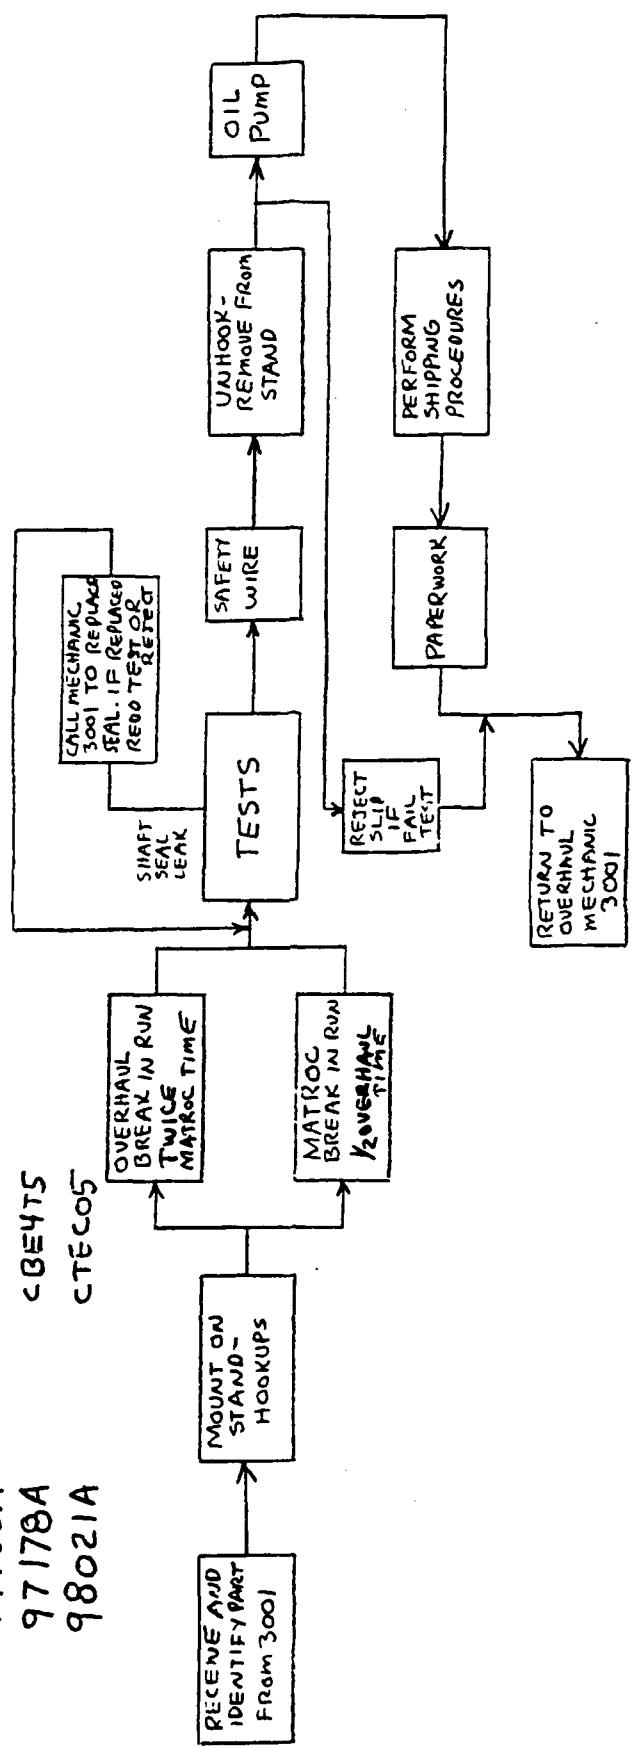 97178A
98021A
CBE4T5
CTEC05
RECEIVE AND
IDENTIFY PART
FROM 3001
MOUNT ON
STAND-
HOOKUPS
OVERHAUL
BREAK IN RUN
TWICE
MATROC TIME
MATROC
BREAK IN RUN
1/2 OVERHAUL
TIME
SHAFT
SEAL
LEAK
TESTS
CALL MECHANIC
3001 TO REPLACE
SEAL. IF REPLACED
REDO TEST OR
REJECT
SAFETY
WIRE
UNHOOK-
REMOVE FROM
STAND
OIL
PUMP
REJECT
SLIP
IF
FAIL
TEST
PERFORM
SHIPPING
PROCEDURES
PAPERWORK
RETURN TO
OVERHAUL
MECHANIC
3001